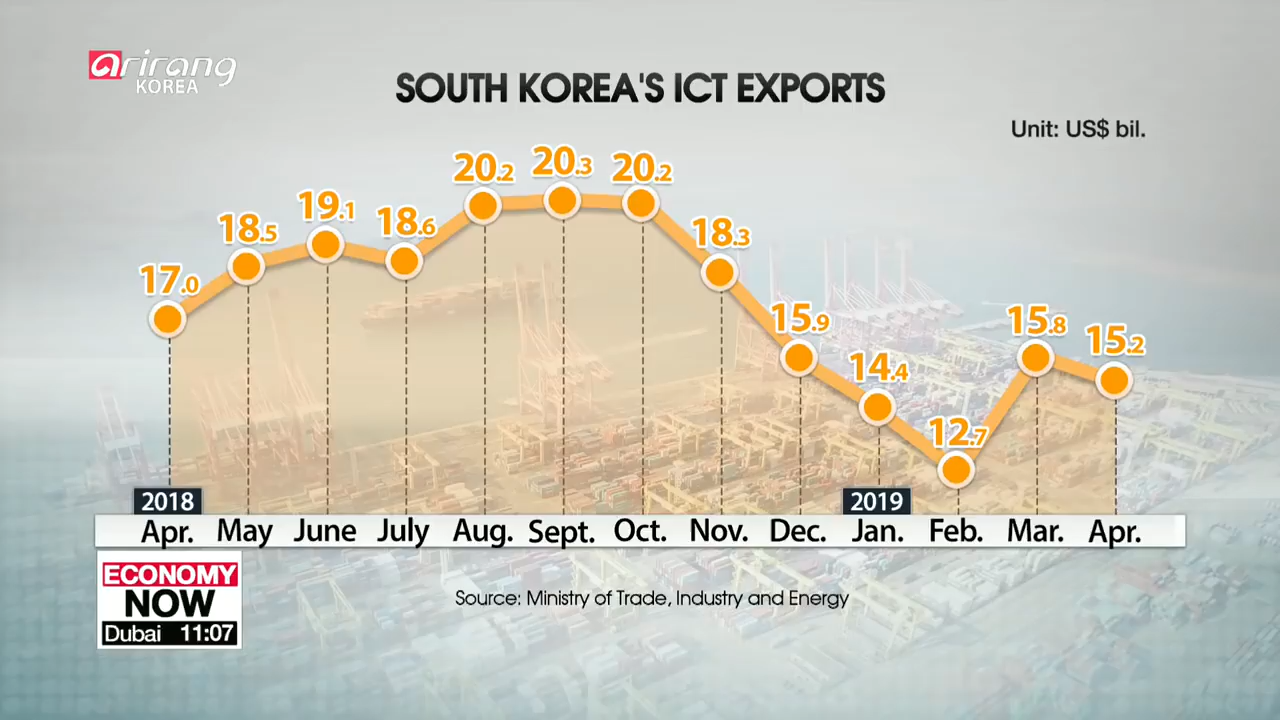 arirang
KOREA
SOUTH KOREA'S ICT EXPORTS
Unit: US$ bil.
17.0 18.5 19.1 18.6 20.2 20.3 20.2 18.3 15.9 14.4 12.7 15.8 15.2
2018 2019
Apr. May June July Aug. Sept. Oct. Nov. Dec. Jan. Feb. Mar. Apr.
ECONOMY
NOW
Dubai 11:07
Source: Ministry of Trade, Industry and Energy